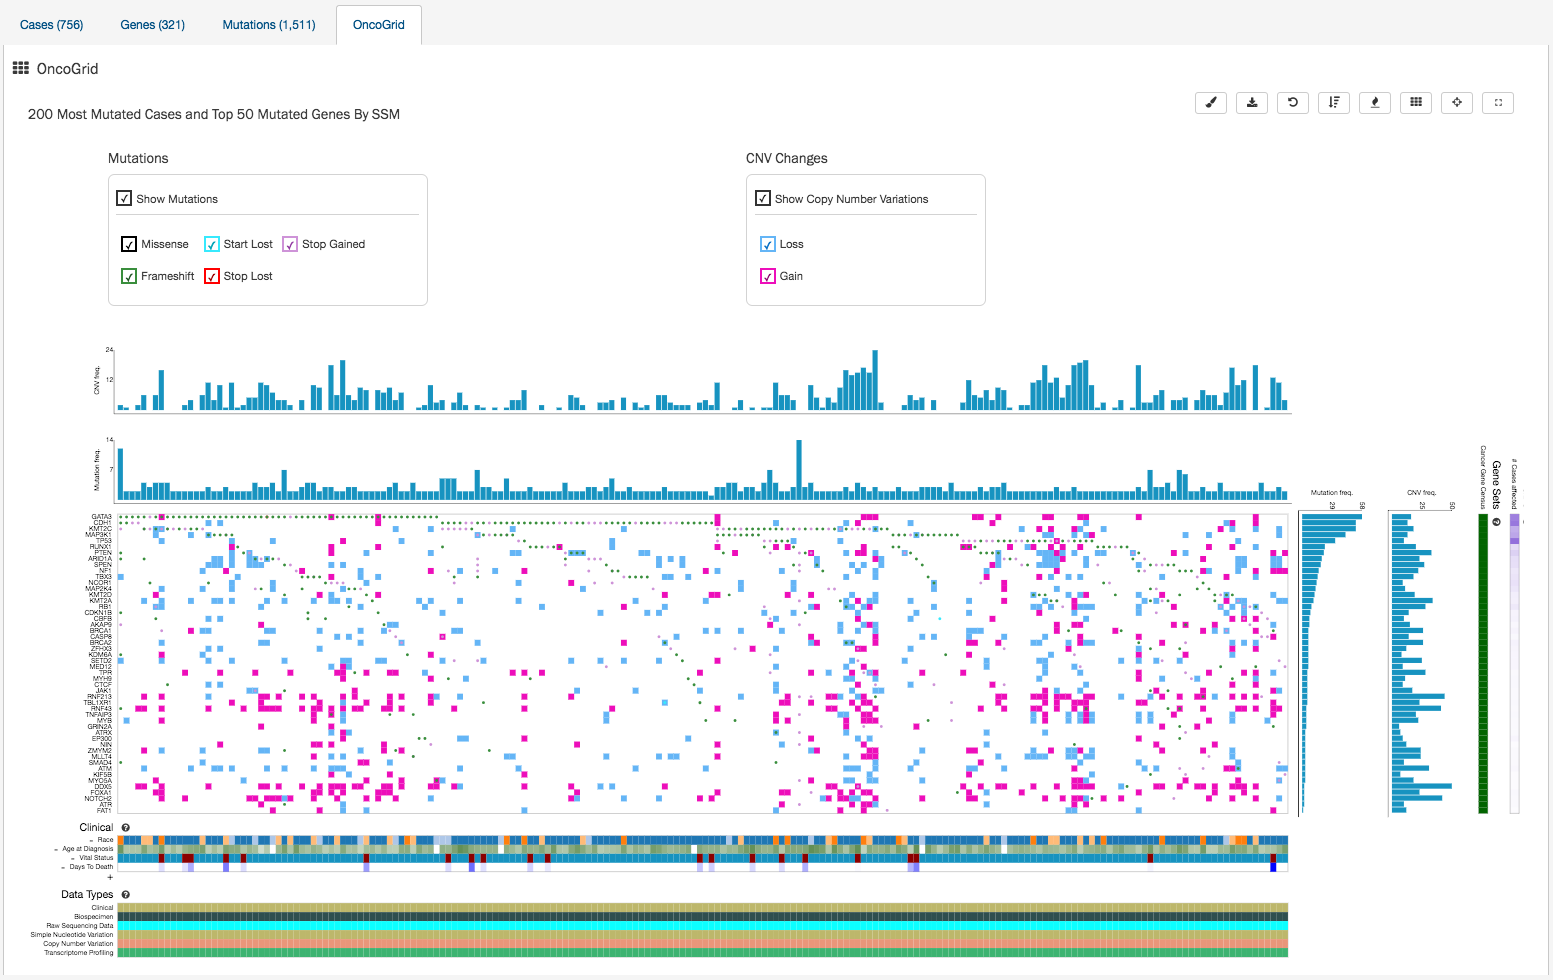 Cases (756) Genes (321) Mutations (1,511) OncoGrid
OncoGrid
200 Most Mutated Cases and Top 50 Mutated Genes By SSM
Mutations
Show Mutations
Missense Start Lost Stop Gained
Frameshift Stop Lost
CNV Changes
Show Copy Number Variations
Loss
Gain
CNV freq.
24
12
Mutation freq.
14
7
Mutation freq.
29 58
CNV freq.
25 50
Cancer Gene Census
Gene Sets
# Cases affected
GATA3
CDH1
KMT2C
MAP3K1
TP53
RUNX1
PTEN
ARID1A
SPEN
NF1
TBX3
NCOR1
MAP2K4
KMT2D
KMT2A
RB1
CDKN1B
CBFB
AKAP9
BRCA1
CASP8
BRCA2
ZFHX3
KDM6A
SETD2
MED12
TPR
MYH9
CTCF
JAK1
RNF213
TBL1XR1
RNF43
TNFAIP3
MYB
GRIN2A
ATRX
EP300
NIN
ZMYM2
MLLT4
SMAD4
ATM
KIF5B
MYO5A
DDX5
FOXA1
NOTCH2
ATR
FAT1
Clinical
- Race
- Age at Diagnosis
- Vital Status
- Days To Death
+
Data Types
Clinical
Biospecimen
Raw Sequencing Data
Simple Nucleotide Variation
Copy Number Variation
Transcriptome Profiling